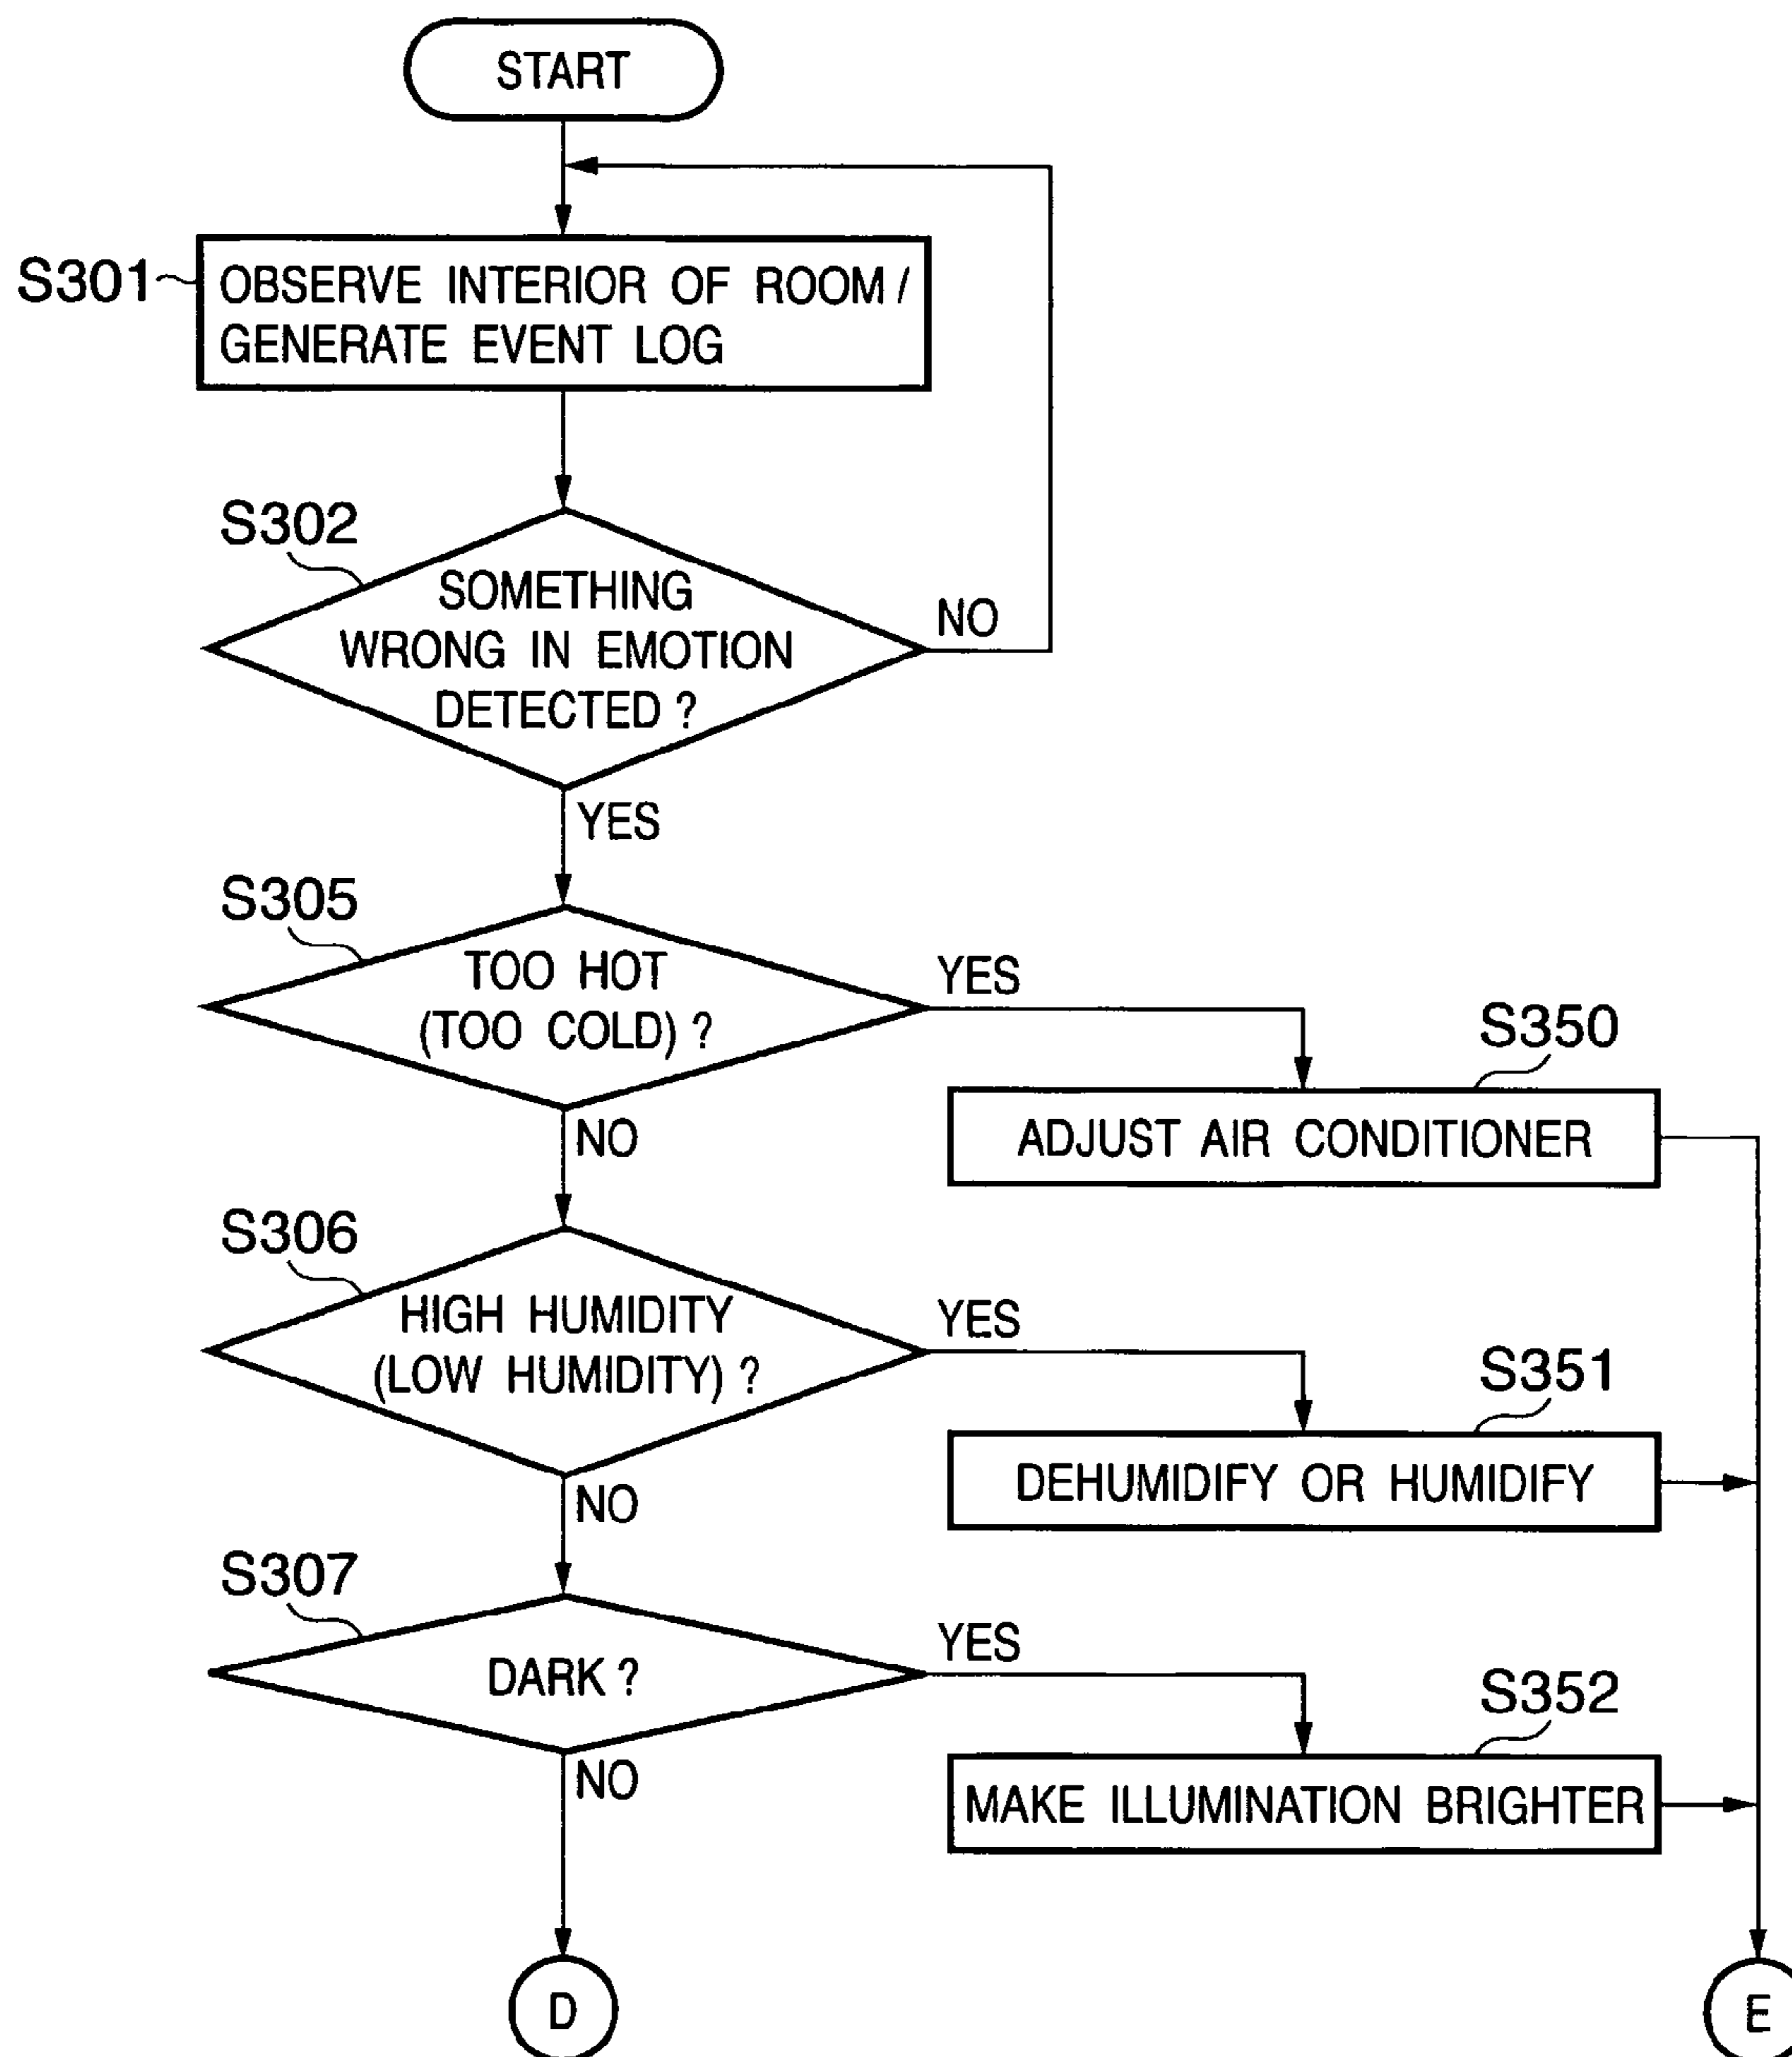 START
S301
OBSERVE INTERIOR OF ROOM /
GENERATE EVENT LOG
S302
SOMETHING
WRONG IN EMOTION
DETECTED ?
NO
YES
S305
TOO HOT
(TOO COLD) ?
YES
S350
ADJUST AIR CONDITIONER
NO
S306
HIGH HUMIDITY
(LOW HUMIDITY) ?
YES
S351
DEHUMIDIFY OR HUMIDIFY
NO
S307
DARK ?
YES
S352
MAKE ILLUMINATION BRIGHTER
NO
D
E